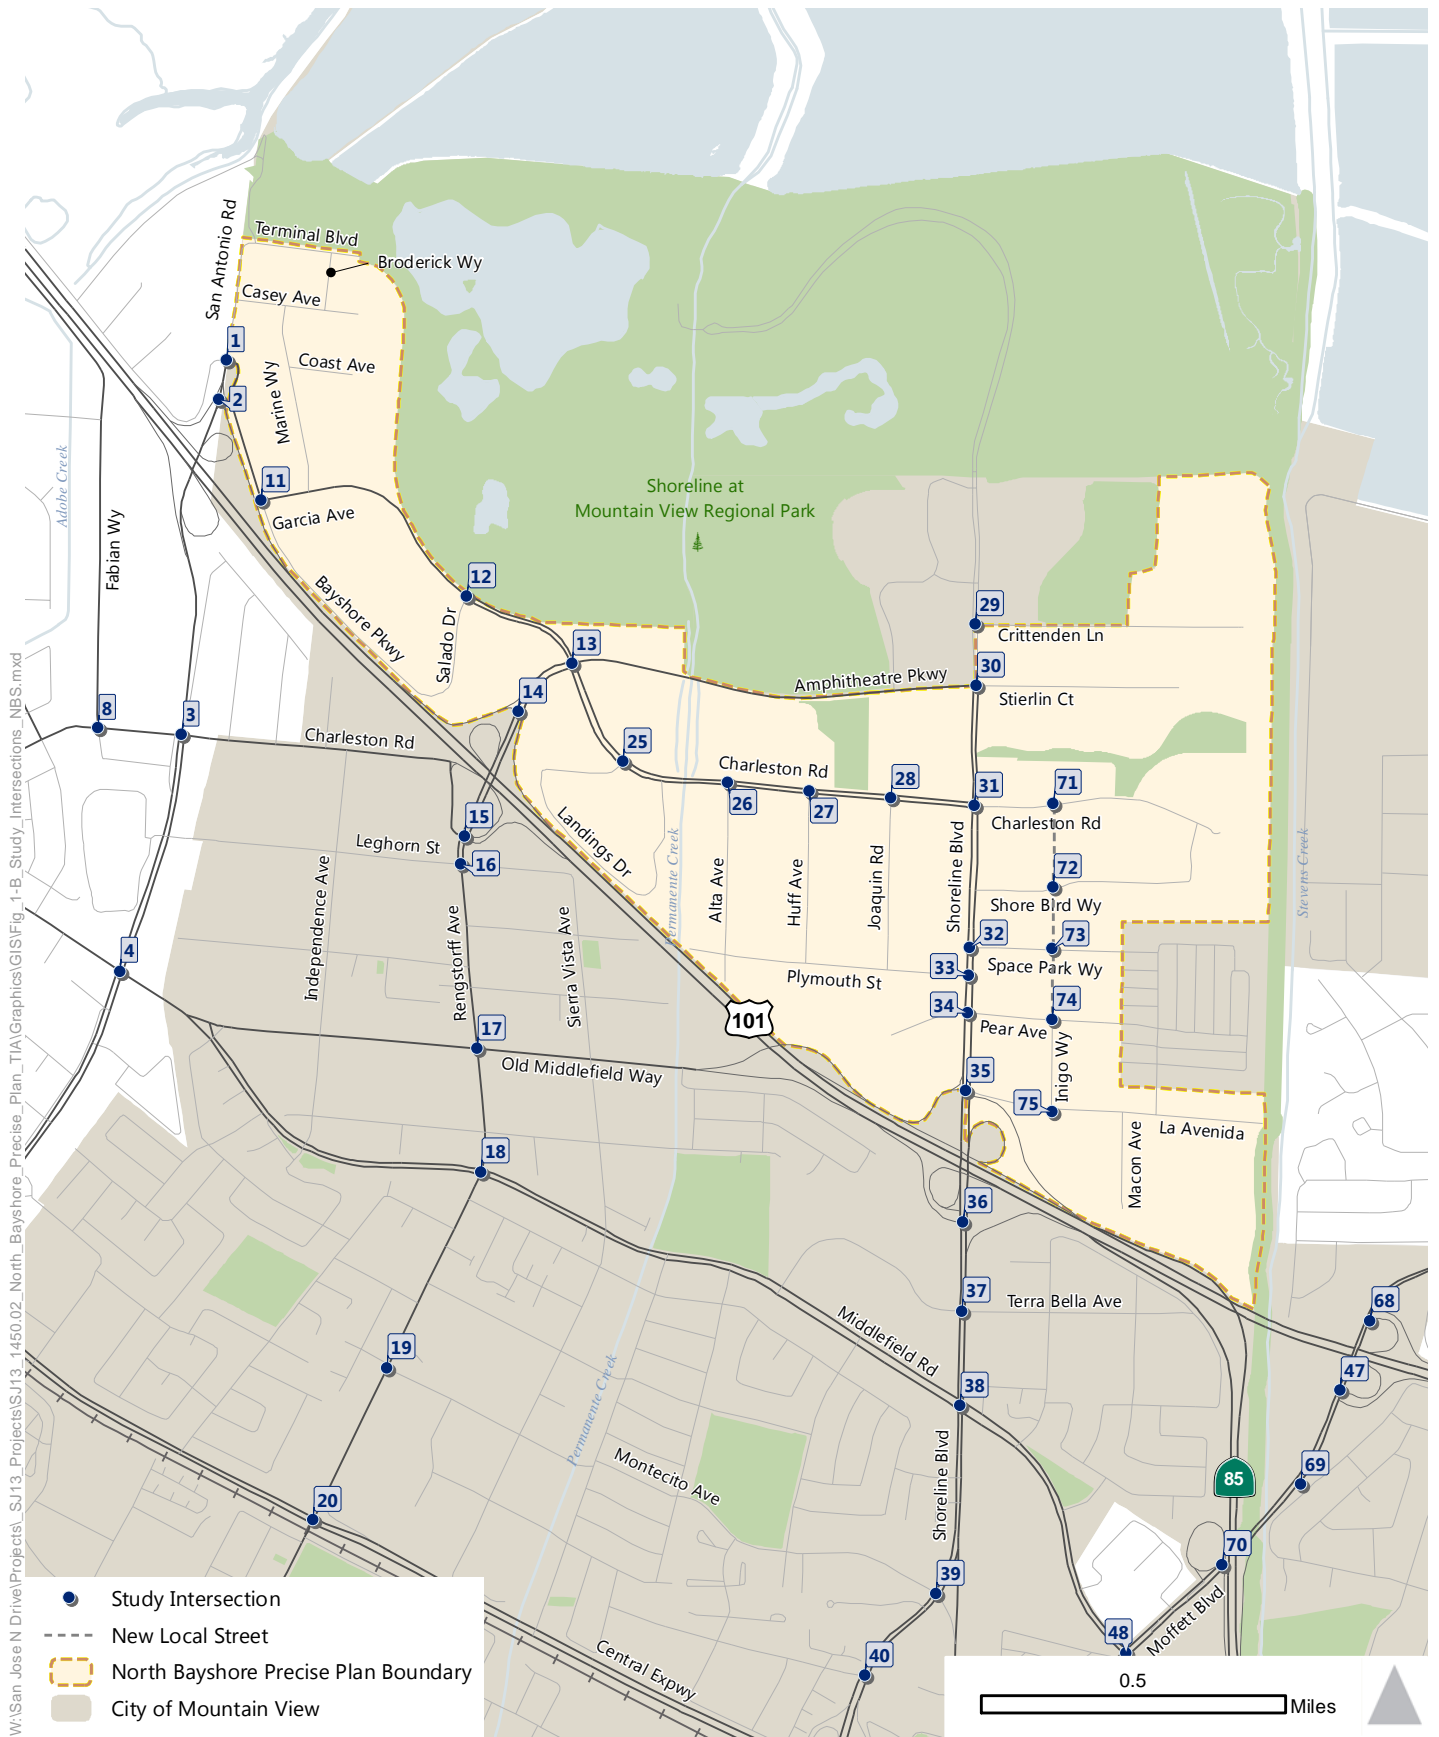 San Antonio Rd
Terminal Blvd
Broderick Wy
Casey Ave
1
Coast Ave
Marine Wy
2
11
Garcia Ave
Adobe Creek
Fabian Wy
Shoreline at
Mountain View Regional Park
12
Bayshore Pkwy
Salado Dr
13
29
Crittenden Ln
30
Amphitheatre Pkwy
Stierlin Ct
14
8
3
Charleston Rd
25
Charleston Rd
26
27
28
31
71
Charleston Rd
15
Leghorn St
16
Landings Dr
Permanente Creek
Alta Ave
Huff Ave
Joaquin Rd
Shoreline Blvd
72
Shore Bird Wy
Stevens Creek
Independence Ave
Rengstorff Ave
Sierra Vista Ave
32
73
Space Park Wy
33
Plymouth St
4
34
74
Pear Ave
101
17
Old Middlefield Way
35
Inigo Wy
75
La Avenida
Macon Ave
18
36
37
Terra Bella Ave
68
Middlefield Rd
19
38
47
Permanente Creek
Montecito Ave
Shoreline Blvd
85
69
20
70
39
48
Moffett Blvd
40
Central Expwy
Study Intersection
New Local Street
North Bayshore Precise Plan Boundary
City of Mountain View
0.5
Miles
W:\San Jose N Drive\Projects\_SJ13_Projects\SJ13_1450.02_North_Bayshore_Precise_Plan_TIA\Graphics\GIS\Fig_1-B_Study_Intersections_NBS.mxd